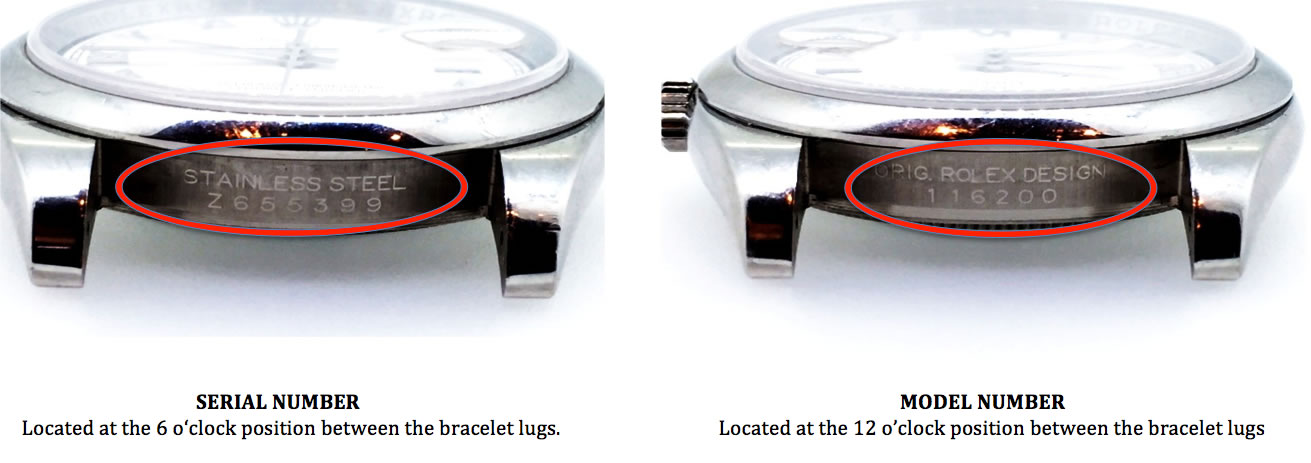 STAINLESS STEEL
Z655399
ORIG. ROLEX DESIGN
116200
SERIAL NUMBER
Located at the 6 o‘clock position between the bracelet lugs.
MODEL NUMBER
Located at the 12 o’clock position between the bracelet lugs